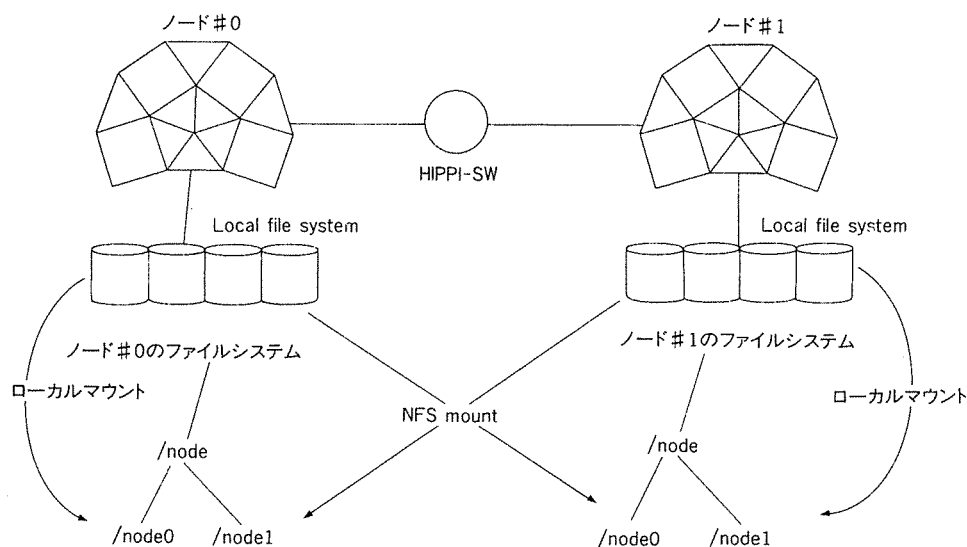 ノード＃0
ノード＃1
HIPPI-SW
Local file system
Local file system
ノード＃0のファイルシステム
ノード＃1のファイルシステム
ローカルマウント
ローカルマウント
NFS mount
/node
/node
/node0
/node1
/node0
/node1